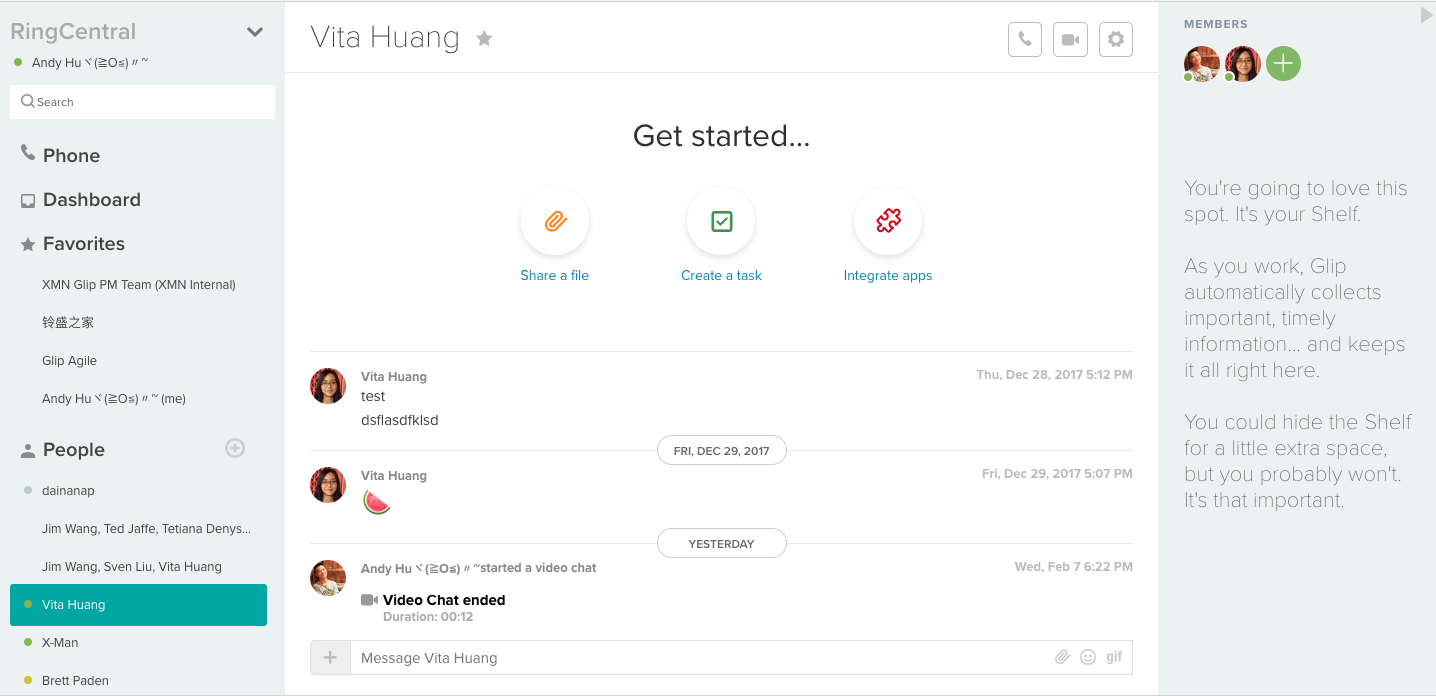 RingCentral
Andy Huヾ(≧O≦)〃~
Search
Phone
Dashboard
Favorites
XMN Glip PM Team (XMN Internal)
铃盛之家
Glip Agile
Andy Huヾ(≧O≦)〃~ (me)
People
dainanap
Jim Wang, Ted Jaffe, Tetiana Denys...
Jim Wang, Sven Liu, Vita Huang
Vita Huang
X-Man
Brett Paden
Vita Huang
Get started...
Share a file
Create a task
Integrate apps
Vita Huang
Thu, Dec 28, 2017 5:12 PM
test
dsflasdfklsd
FRI, DEC 29, 2017
Vita Huang
Fri, Dec 29, 2017 5:07 PM
YESTERDAY
Andy Huヾ(≧O≦)〃~started a video chat
Wed, Feb 7 6:22 PM
Video Chat ended
Duration: 00:12
Message Vita Huang
gif
MEMBERS
You're going to love this
spot. It's your Shelf.
As you work, Glip
automatically collects
important, timely
information... and keeps
it all right here.
You could hide the Shelf
for a little extra space,
but you probably won't.
It's that important.